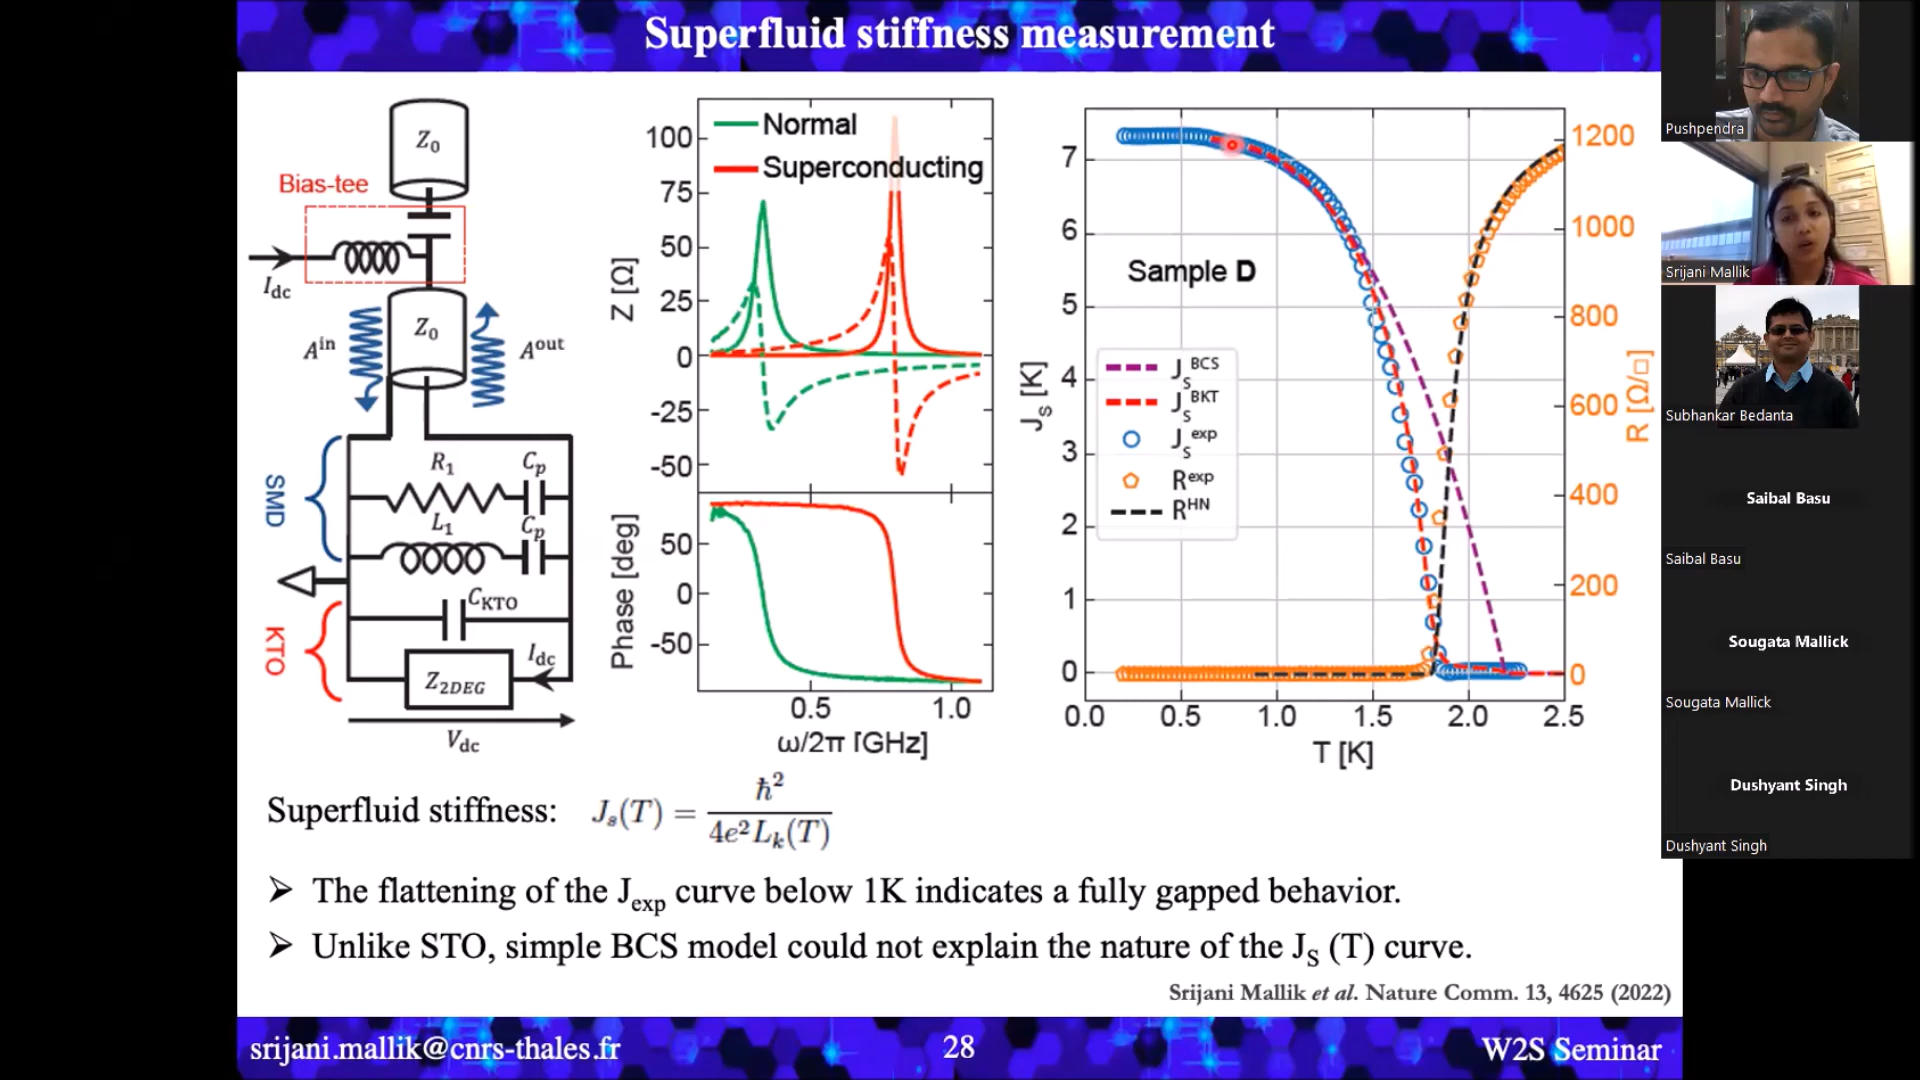 Superfluid stiffness measurement
Z0
Bias-tee
Idc
Z0
A^in
A^out
SMD
R1
Cp
L1
Cp
KTO
C_KTO
Idc
Z_2DEG
Vdc
Normal
Superconducting
100
75
50
25
0
-25
-50
Z [Ω]
50
0
-50
Phase [deg]
0.5
1.0
ω/2π [GHz]
Sample D
J_s^BCS
J_s^BKT
J_s^exp
R^exp
R^HN
7
6
5
4
3
2
1
0
J_s [K]
1200
1000
800
600
400
200
0
R [Ω/□]
0.0
0.5
1.0
1.5
2.0
2.5
T [K]
Superfluid stiffness: J_s(T) = ħ² / 4e²L_k(T)
➢ The flattening of the J_exp curve below 1K indicates a fully gapped behavior.
➢ Unlike STO, simple BCS model could not explain the nature of the J_S (T) curve.
Srijani Mallik et al. Nature Comm. 13, 4625 (2022)
srijani.mallik@cnrs-thales.fr
28
W2S Seminar
Pushpendra
Srijani Mallik
Subhankar Bedanta
Saibal Basu
Saibal Basu
Sougata Mallick
Sougata Mallick
Dushyant Singh
Dushyant Singh